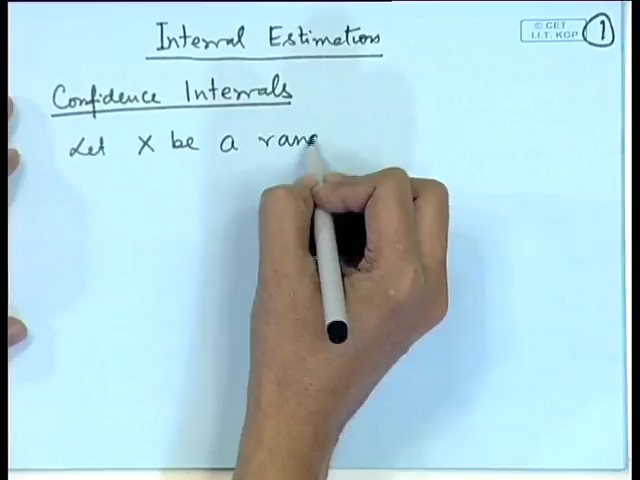 Interval Estimation
© CET
I.I.T. KGP
1
Confidence Intervals
Let X be a ran